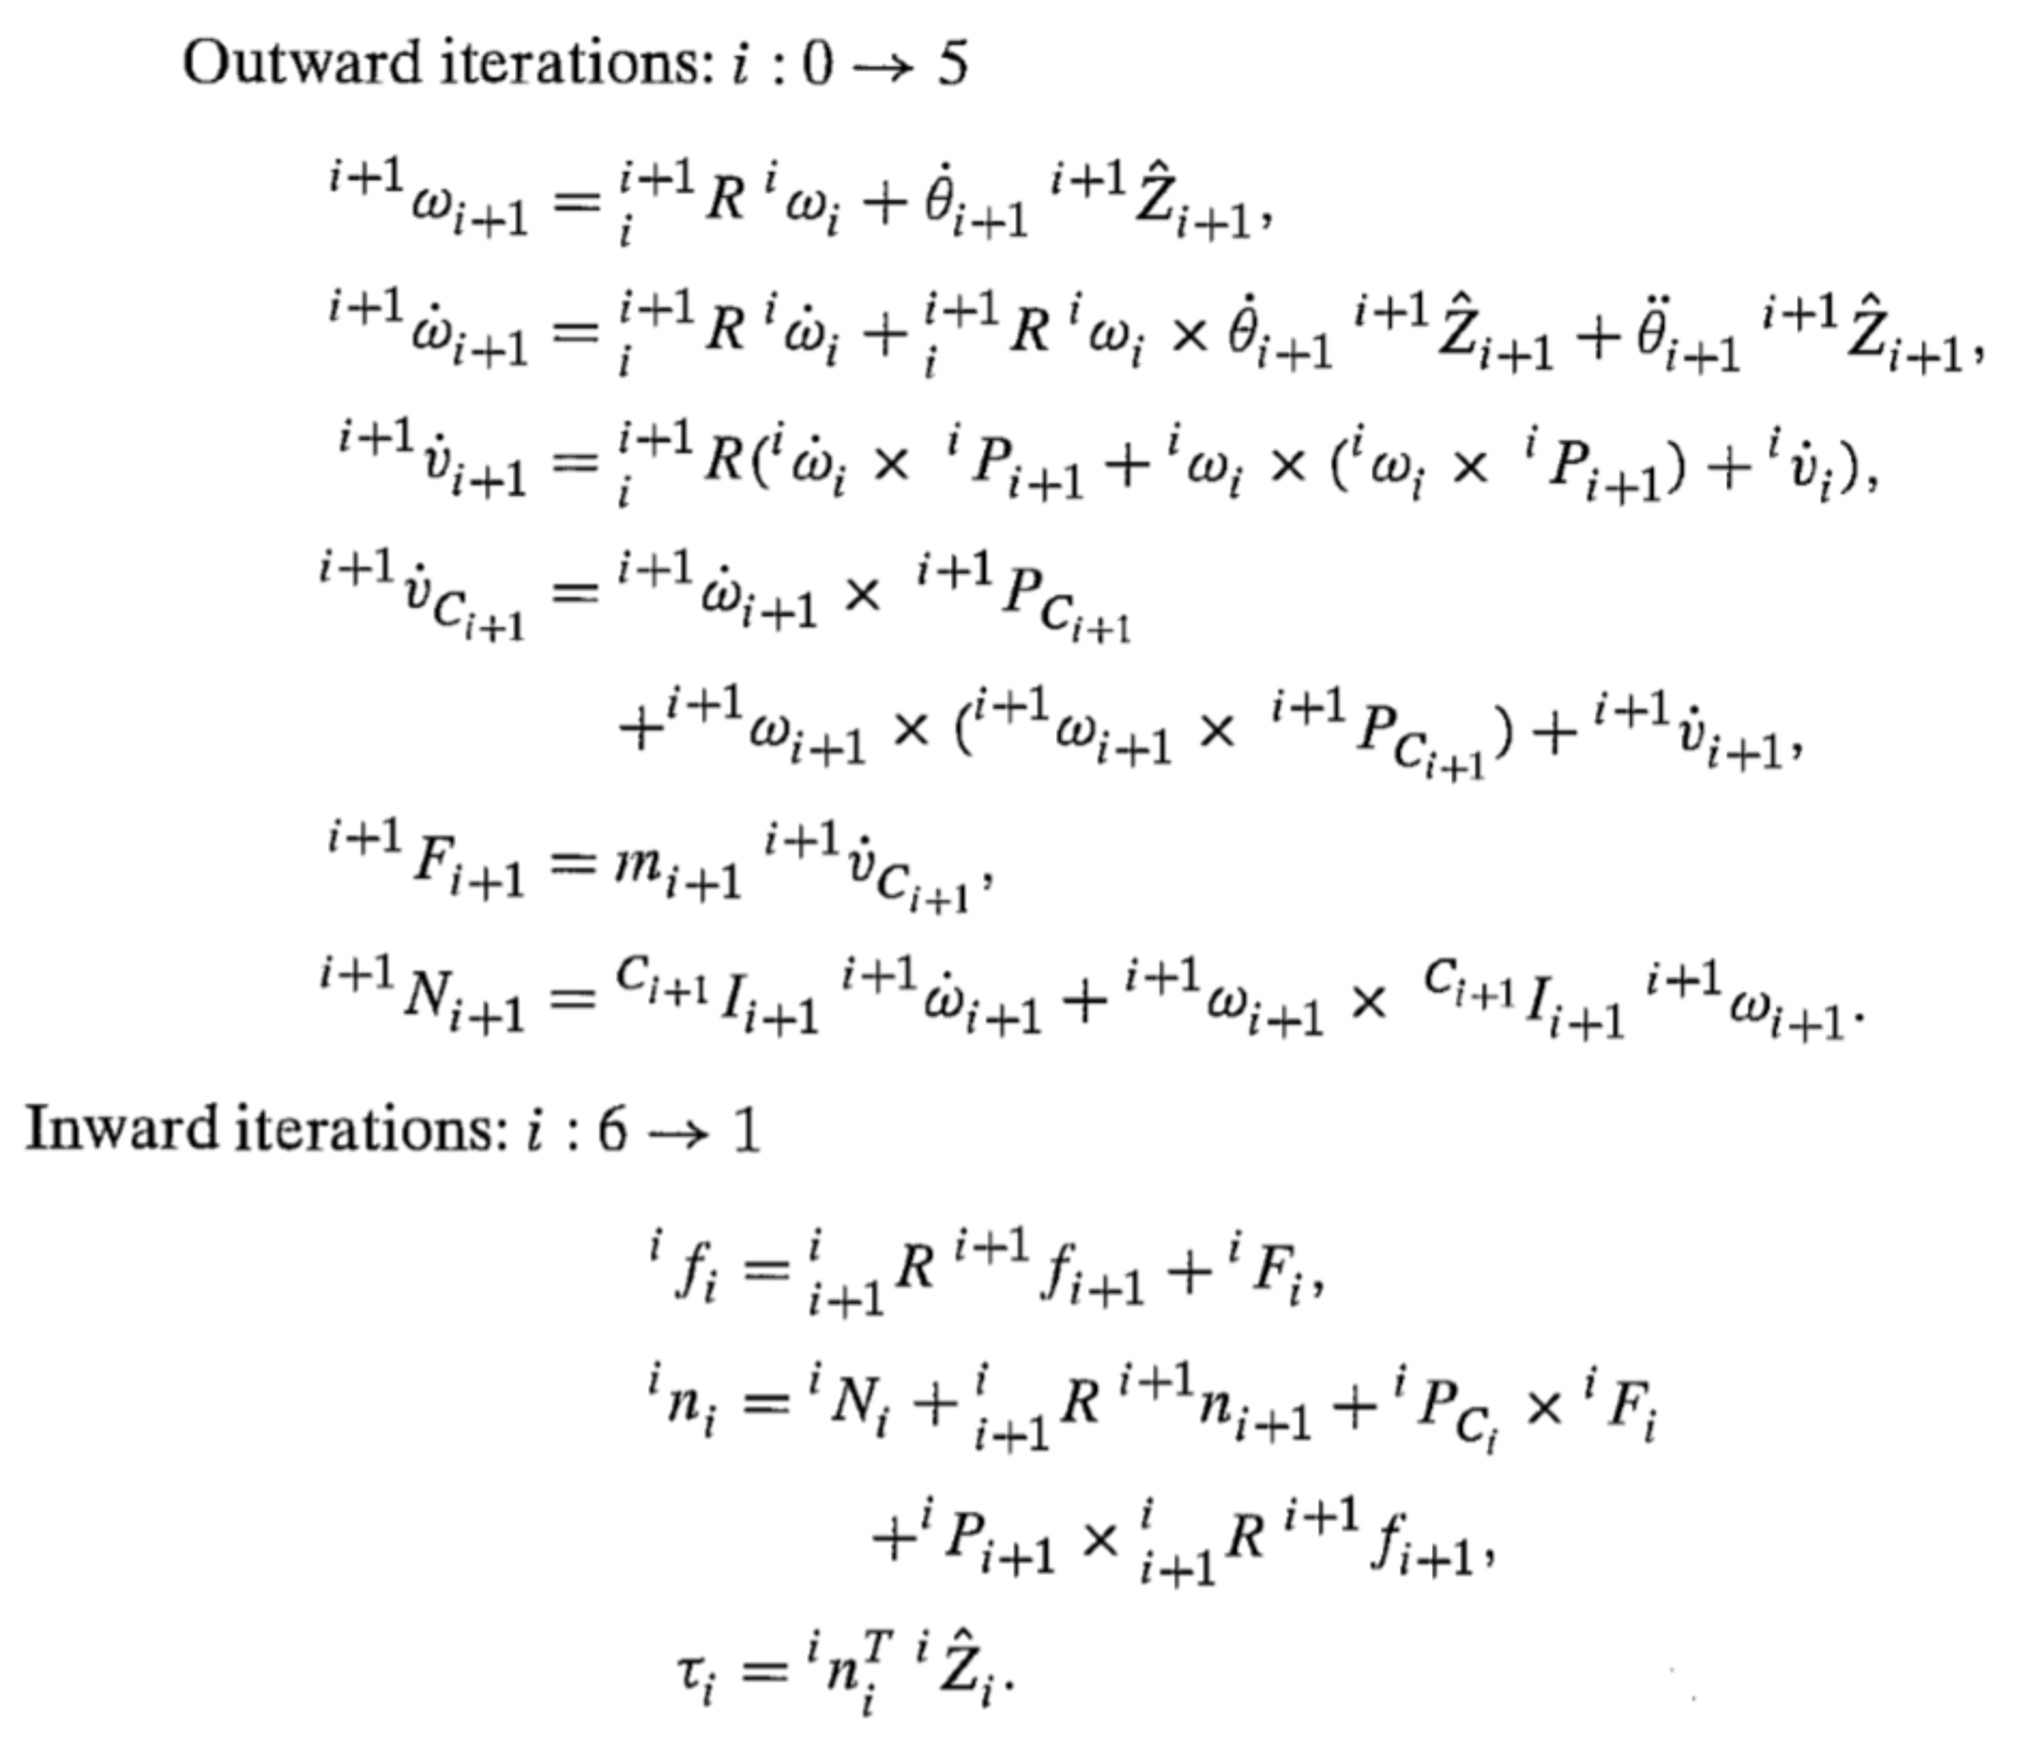 Outward iterations: i : 0 → 5
^{i+1}ω_{i+1} = ^{i+1}_{i}R ^{i}ω_{i} + θ̇_{i+1} ^{i+1}Ẑ_{i+1},
^{i+1}ω̇_{i+1} = ^{i+1}_{i}R ^{i}ω̇_{i} + ^{i+1}_{i}R ^{i}ω_{i} × θ̇_{i+1} ^{i+1}Ẑ_{i+1} + θ̈_{i+1} ^{i+1}Ẑ_{i+1},
^{i+1}v̇_{i+1} = ^{i+1}_{i}R(^{i}ω̇_{i} × ^{i}P_{i+1} + ^{i}ω_{i} × (^{i}ω_{i} × ^{i}P_{i+1}) + ^{i}v̇_{i}),
^{i+1}v̇_{C_{i+1}} = ^{i+1}ω̇_{i+1} × ^{i+1}P_{C_{i+1}}
+^{i+1}ω_{i+1} × (^{i+1}ω_{i+1} × ^{i+1}P_{C_{i+1}}) + ^{i+1}v̇_{i+1},
^{i+1}F_{i+1} = m_{i+1} ^{i+1}v̇_{C_{i+1}},
^{i+1}N_{i+1} = ^{C_{i+1}}I_{i+1} ^{i+1}ω̇_{i+1} + ^{i+1}ω_{i+1} × ^{C_{i+1}}I_{i+1} ^{i+1}ω_{i+1}.
Inward iterations: i : 6 → 1
^{i}f_{i} = ^{i}_{i+1}R ^{i+1}f_{i+1} + ^{i}F_{i},
^{i}n_{i} = ^{i}N_{i} + ^{i}_{i+1}R ^{i+1}n_{i+1} + ^{i}P_{C_{i}} × ^{i}F_{i}
+^{i}P_{i+1} × ^{i}_{i+1}R ^{i+1}f_{i+1},
τ_{i} = ^{i}n_{i}^{T} ^{i}Ẑ_{i}.